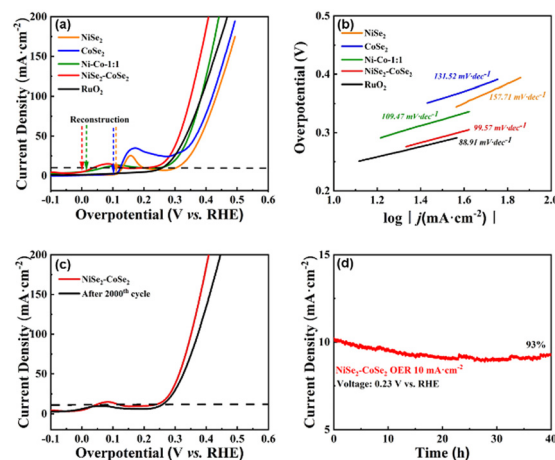 (a)
NiSe2
CoSe2
Ni-Co-1:1
NiSe2-CoSe2
RuO2
Reconstruction
Current Density (mA·cm-2)
200
150
100
50
0
-0.1 0.0 0.1 0.2 0.3 0.4 0.5 0.6
Overpotential (V vs. RHE)
(b)
NiSe2
CoSe2
Ni-Co-1:1
NiSe2-CoSe2
RuO2
131.52 mV·dec-1
157.71 mV·dec-1
109.47 mV·dec-1
99.57 mV·dec-1
88.91 mV·dec-1
Overpotential (V)
0.5
0.4
0.3
0.2
1.0 1.2 1.4 1.6 1.8 2.0
log | j(mA·cm-2) |
(c)
NiSe2-CoSe2
After 2000th cycle
Current Density (mA·cm-2)
200
150
100
50
0
-0.1 0.0 0.1 0.2 0.3 0.4 0.5 0.6
Overpotential (V vs. RHE)
(d)
93%
NiSe2-CoSe2 OER 10 mA·cm-2
Voltage: 0.23 V vs. RHE
Current Density (mA·cm-2)
15
10
5
0 10 20 30 40
Time (h)